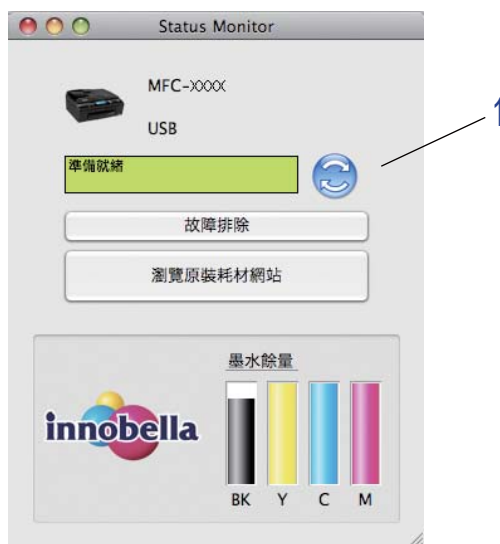 Status Monitor
MFC-XXXX
USB
準備就緒
故障排除
瀏覽原裝耗材網站
墨水餘量
innobella
BK Y C M